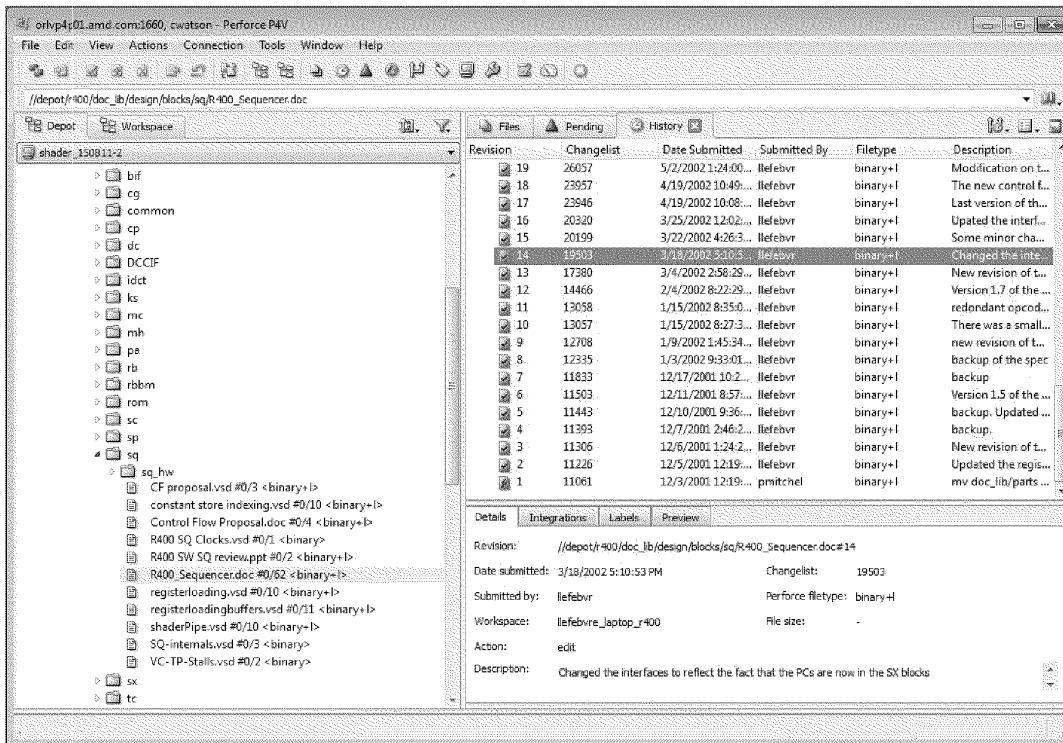 orlvp4p01.amd.com:1660, cwatson - Perforce P4V
File Edit View Actions Connection Tools Window Help
//depot/r400/doc_lib/design/blocks/sq/R400_Sequencer.doc
Depot Workspace
shader_150811-2
bif
cg
common
cp
dc
DCCIF
idct
ks
mc
mh
pa
rb
rbbm
rom
sc
sp
sq
sq_hw
CF proposal.vsd #0/3 <binary+l>
constant store indexing.vsd #0/10 <binary+l>
Control Flow Proposal.doc #0/4 <binary+l>
R400 SQ Clocks.vsd #0/1 <binary>
R400 SW SQ review.ppt #0/2 <binary+l>
R400_Sequencer.doc #0/62 <binary+l>
registerloading.vsd #0/10 <binary+l>
registerloadingbuffers.vsd #0/11 <binary+l>
shaderPipe.vsd #0/10 <binary+l>
SQ-internals.vsd #0/3 <binary>
VC-TP-Stalls.vsd #0/2 <binary>
sx
tc
Files Pending History
Revision Changelist Date Submitted Submitted By Filetype Description
19 26057 5/2/2002 1:24:00... llefebvr binary+l Modification on t...
18 23957 4/19/2002 10:49:... llefebvr binary+l The new control f...
17 23946 4/19/2002 10:08:... llefebvr binary+l Last version of th...
16 20320 3/25/2002 12:02:... llefebvr binary+l Upated the interf...
15 20199 3/22/2002 4:26:3... llefebvr binary+l Some minor cha...
14 19503 3/18/2002 5:10:5... llefebvr binary+l Changed the inte...
13 17380 3/4/2002 2:58:29... llefebvr binary+l New revision of t...
12 14466 2/4/2002 8:22:29... llefebvr binary+l Version 1.7 of the ...
11 13058 1/15/2002 8:35:0... llefebvr binary+l redondant opcod...
10 13057 1/15/2002 8:27:3... llefebvr binary+l There was a small...
9 12708 1/9/2002 1:45:34... llefebvr binary+l new revision of t...
8 12335 1/3/2002 9:33:01... llefebvr binary+l backup of the spec
7 11833 12/17/2001 10:2... llefebvr binary+l backup
6 11503 12/11/2001 8:57:... llefebvr binary+l Version 1.5 of the ...
5 11443 12/10/2001 9:36:... llefebvr binary+l backup. Updated ...
4 11393 12/7/2001 2:46:2... llefebvr binary+l backup.
3 11306 12/6/2001 1:24:2... llefebvr binary+l New revision of t...
2 11226 12/5/2001 12:19:... llefebvr binary+l Updated the regis...
1 11061 12/3/2001 12:19:... pmitchel binary+l mv doc_lib/parts ...
Details Integrations Labels Preview
Revision: //depot/r400/doc_lib/design/blocks/sq/R400_Sequencer.doc#14
Date submitted: 3/18/2002 5:10:53 PM Changelist: 19503
Submitted by: llefebvr Perforce filetype: binary+l
Workspace: llefebvre_laptop_r400 File size: -
Action: edit
Description: Changed the interfaces to reflect the fact that the PCs are now in the SX blocks